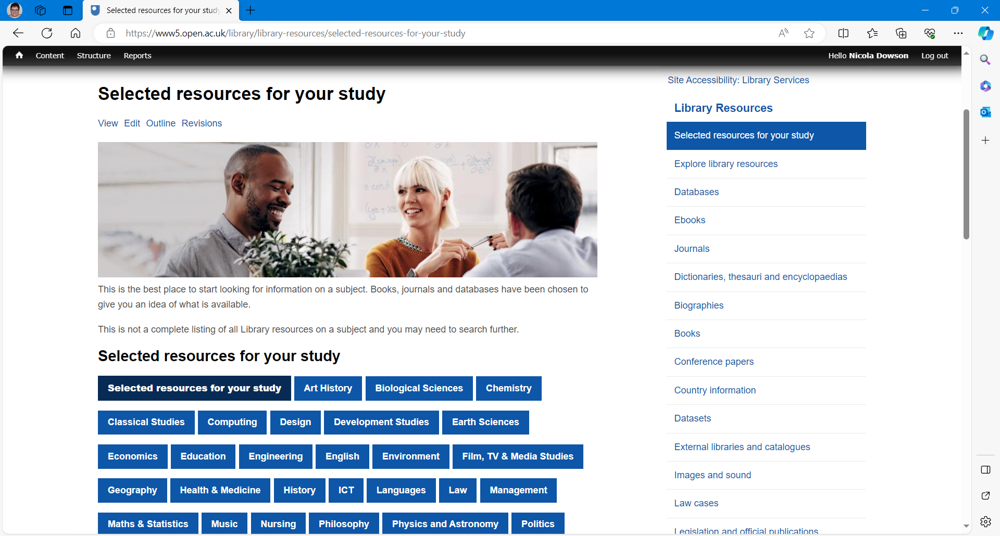 Selected resources for your study
https://www5.open.ac.uk/library/library-resources/selected-resources-for-your-study
Content Structure Reports
Hello Nicola Dowson Log out
Selected resources for your study
View Edit Outline Revisions
This is the best place to start looking for information on a subject. Books, journals and databases have been chosen to
give you an idea of what is available.
This is not a complete listing of all Library resources on a subject and you may need to search further.
Selected resources for your study
Selected resources for your study Art History Biological Sciences Chemistry
Classical Studies Computing Design Development Studies Earth Sciences
Economics Education Engineering English Environment Film, TV & Media Studies
Geography Health & Medicine History ICT Languages Law Management
Maths & Statistics Music Nursing Philosophy Physics and Astronomy Politics
Site Accessibility: Library Services
Library Resources
Selected resources for your study
Explore library resources
Databases
Ebooks
Journals
Dictionaries, thesauri and encyclopaedias
Biographies
Books
Conference papers
Country information
Datasets
External libraries and catalogues
Images and sound
Law cases
Legislation and official publications